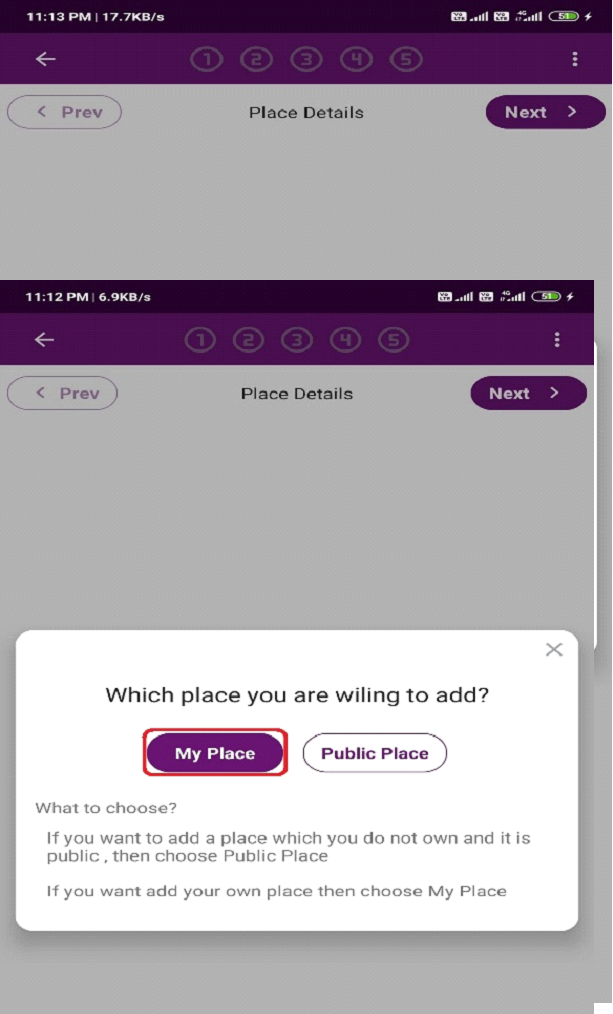 11:13 PM | 17.7KB/s 4G 51
1 2 3 4 5
Prev Place Details Next
11:12 PM | 6.9KB/s 4G 51
1 2 3 4 5
Prev Place Details Next
Which place you are wiling to add?
My Place Public Place
What to choose?
If you want to add a place which you do not own and it is
public , then choose Public Place
If you want add your own place then choose My Place